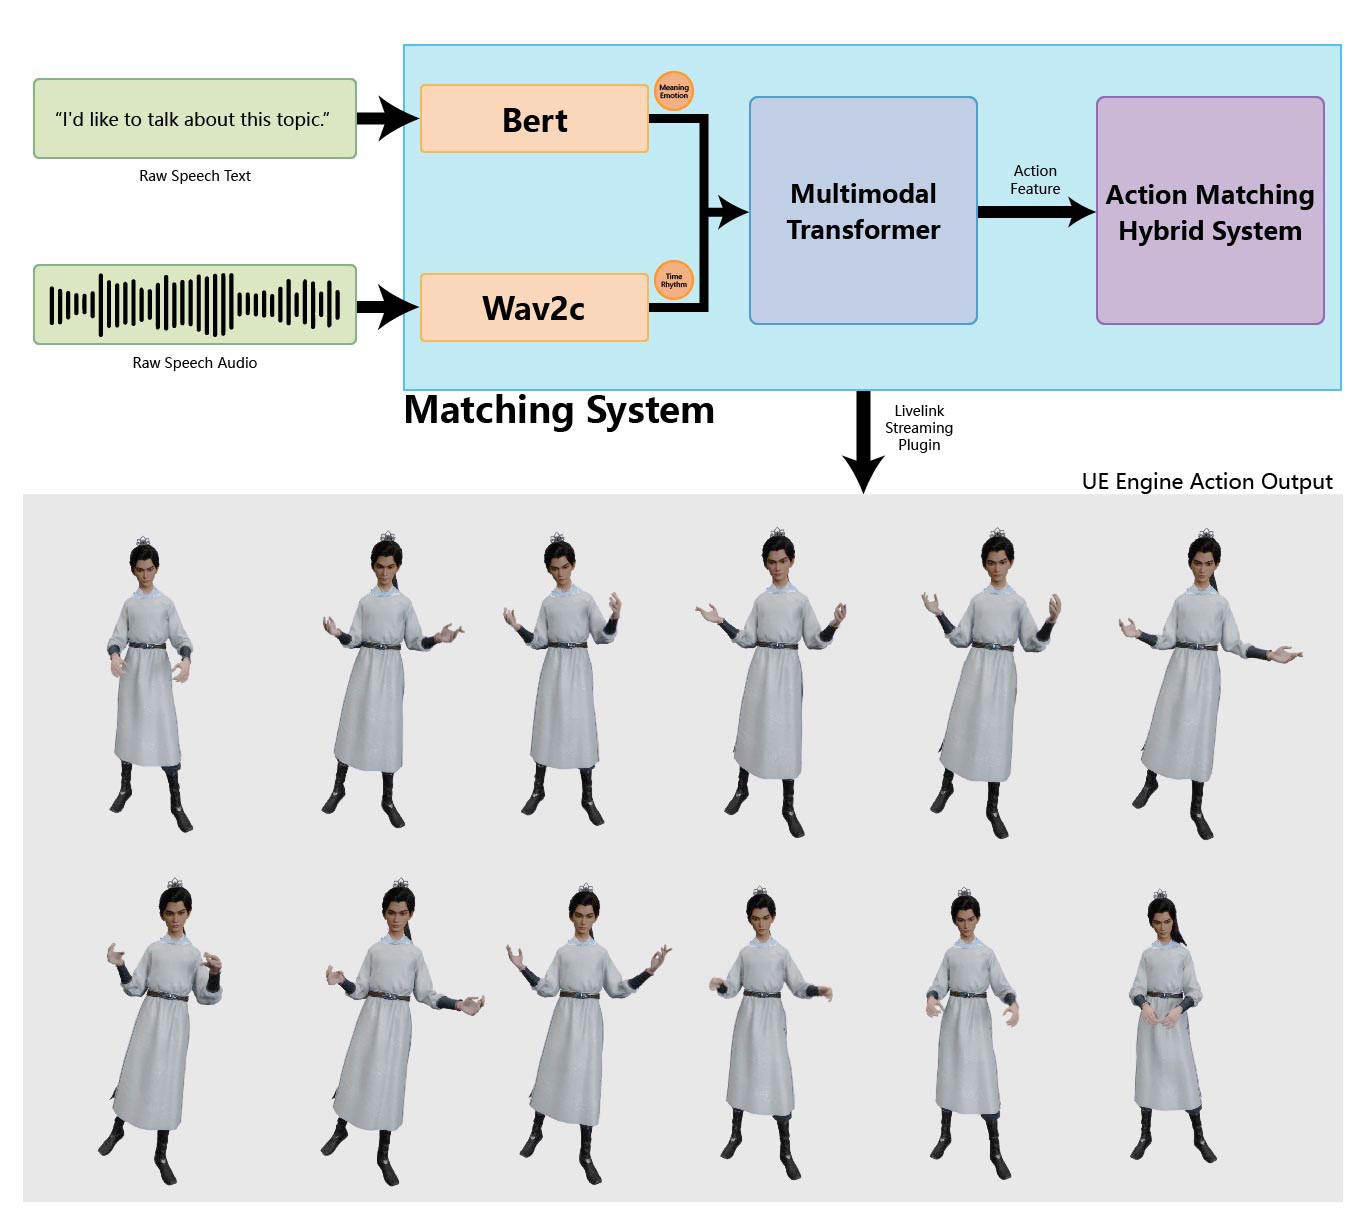 “I'd like to talk about this topic.”
Raw Speech Text
Bert
Meaning
Emotion
Raw Speech Audio
Wav2c
Time
Rhythm
Multimodal
Transformer
Action
Feature
Action Matching
Hybrid System
Matching System
Livelink
Streaming
Plugin
UE Engine Action Output